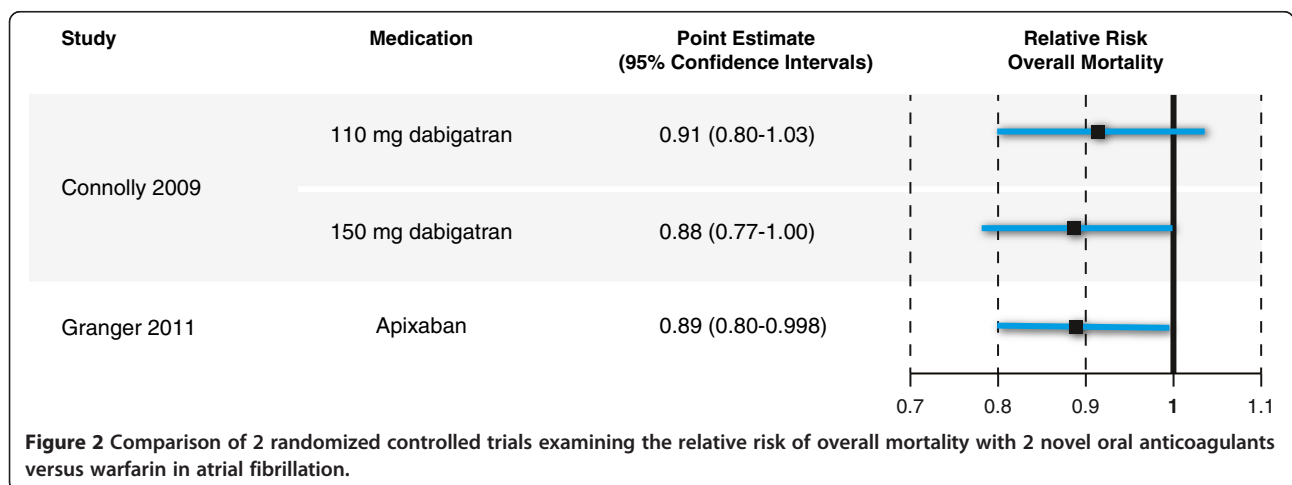 Study Medication Point Estimate Relative Risk
(95% Confidence Intervals) Overall Mortality
110 mg dabigatran 0.91 (0.80-1.03)
Connolly 2009
150 mg dabigatran 0.88 (0.77-1.00)
Granger 2011 Apixaban 0.89 (0.80-0.998)
0.7 0.8 0.9 1 1.1
Figure 2 Comparison of 2 randomized controlled trials examining the relative risk of overall mortality with 2 novel oral anticoagulants
versus warfarin in atrial fibrillation.